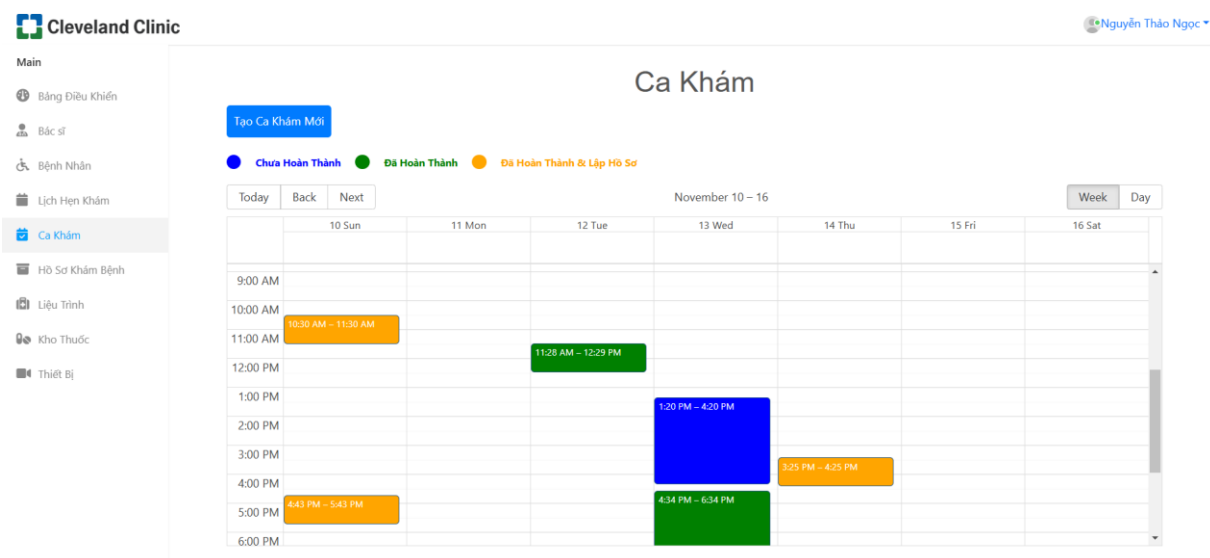 Cleveland Clinic
Nguyễn Thảo Ngọc
Main
Bảng Điều Khiển
Bác sĩ
Bệnh Nhân
Lịch Hẹn Khám
Ca Khám
Hồ Sơ Khám Bệnh
Liệu Trình
Kho Thuốc
Thiết Bị
Ca Khám
Tạo Ca Khám Mới
Chưa Hoàn Thành Đã Hoàn Thành Đã Hoàn Thành & Lập Hồ Sơ
Today Back Next November 10 – 16 Week Day
10 Sun 11 Mon 12 Tue 13 Wed 14 Thu 15 Fri 16 Sat
9:00 AM
10:00 AM
10:30 AM – 11:30 AM
11:00 AM
11:28 AM – 12:29 PM
12:00 PM
1:00 PM
1:20 PM – 4:20 PM
2:00 PM
3:00 PM
3:25 PM – 4:25 PM
4:00 PM
4:43 PM – 5:43 PM
4:34 PM – 6:34 PM
5:00 PM
6:00 PM